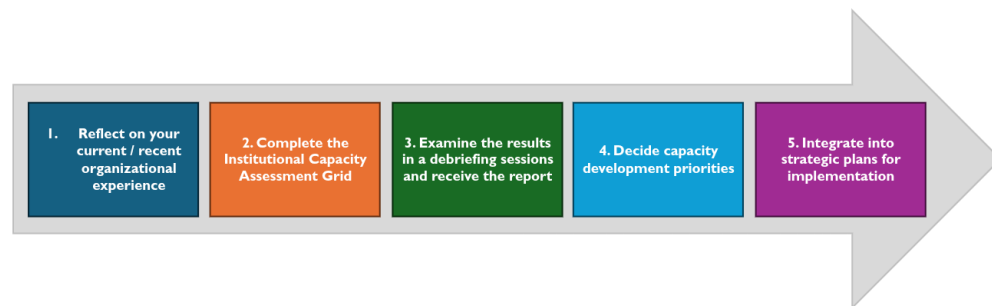 1. Reflect on your
current / recent
organizational
experience
2. Complete the
Institutional Capacity
Assessment Grid
3. Examine the results
in a debriefing sessions
and receive the report
4. Decide capacity
development priorities
5. Integrate into
strategic plans for
implementation